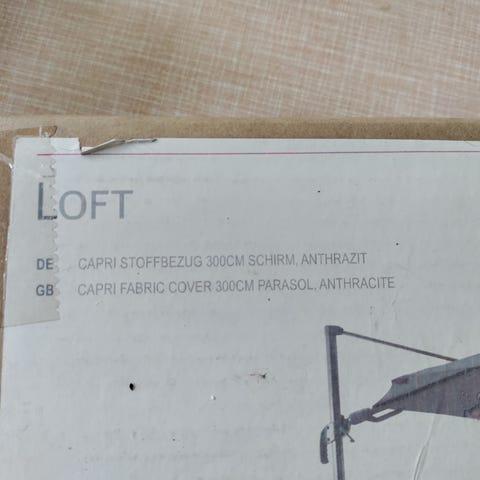 LOFT
DE CAPRI STOFFBEZUG 300CM SCHIRM, ANTHRAZIT
GB CAPRI FABRIC COVER 300CM PARASOL, ANTHRACITE